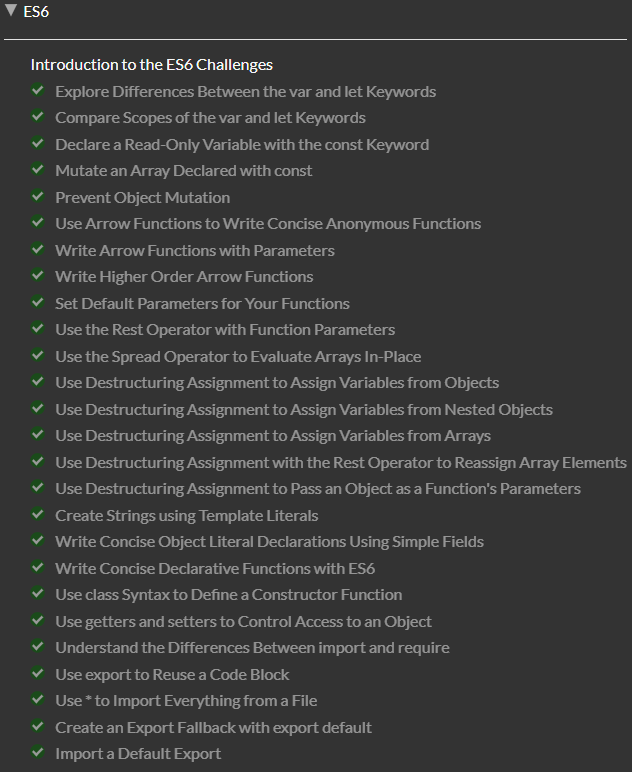 ES6
Introduction to the ES6 Challenges
Explore Differences Between the var and let Keywords
Compare Scopes of the var and let Keywords
Declare a Read-Only Variable with the const Keyword
Mutate an Array Declared with const
Prevent Object Mutation
Use Arrow Functions to Write Concise Anonymous Functions
Write Arrow Functions with Parameters
Write Higher Order Arrow Functions
Set Default Parameters for Your Functions
Use the Rest Operator with Function Parameters
Use the Spread Operator to Evaluate Arrays In-Place
Use Destructuring Assignment to Assign Variables from Objects
Use Destructuring Assignment to Assign Variables from Nested Objects
Use Destructuring Assignment to Assign Variables from Arrays
Use Destructuring Assignment with the Rest Operator to Reassign Array Elements
Use Destructuring Assignment to Pass an Object as a Function's Parameters
Create Strings using Template Literals
Write Concise Object Literal Declarations Using Simple Fields
Write Concise Declarative Functions with ES6
Use class Syntax to Define a Constructor Function
Use getters and setters to Control Access to an Object
Understand the Differences Between import and require
Use export to Reuse a Code Block
Use * to Import Everything from a File
Create an Export Fallback with export default
Import a Default Export